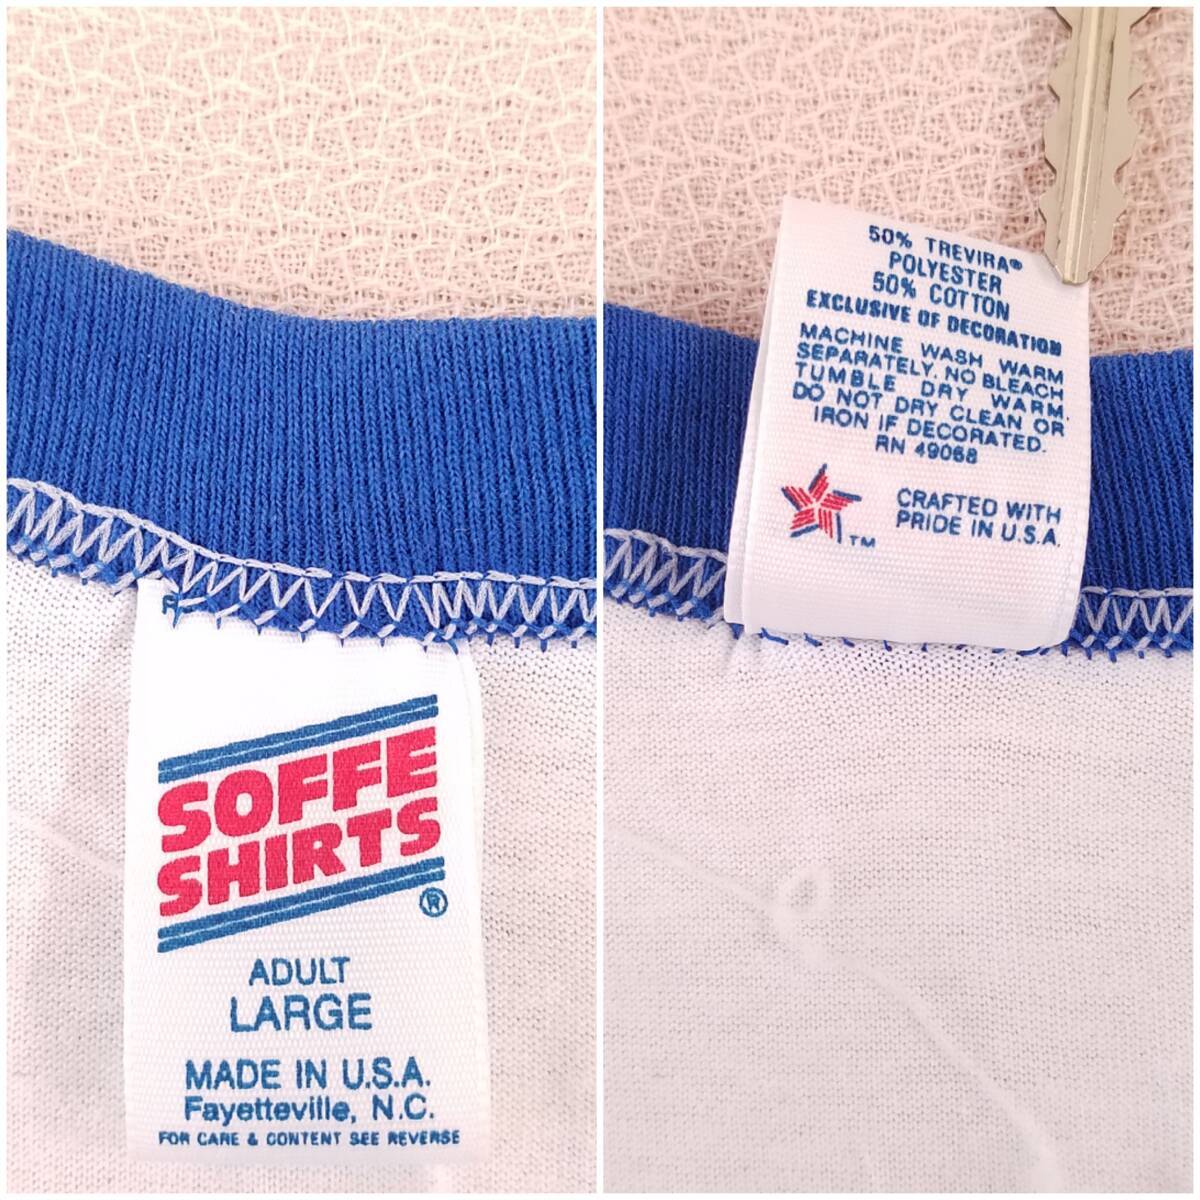 SOFFE
SHIRTS
®
ADULT
LARGE
MADE IN U.S.A.
Fayetteville, N.C.
FOR CARE & CONTENT SEE REVERSE
50% TREVIRA®
POLYESTER
50% COTTON
EXCLUSIVE OF DECORATION
MACHINE WASH WARM
SEPARATELY. NO BLEACH
TUMBLE DRY WARM.
DO NOT DRY CLEAN OR
IRON IF DECORATED.
RN 49068
CRAFTED WITH
PRIDE IN U.S.A.
TM